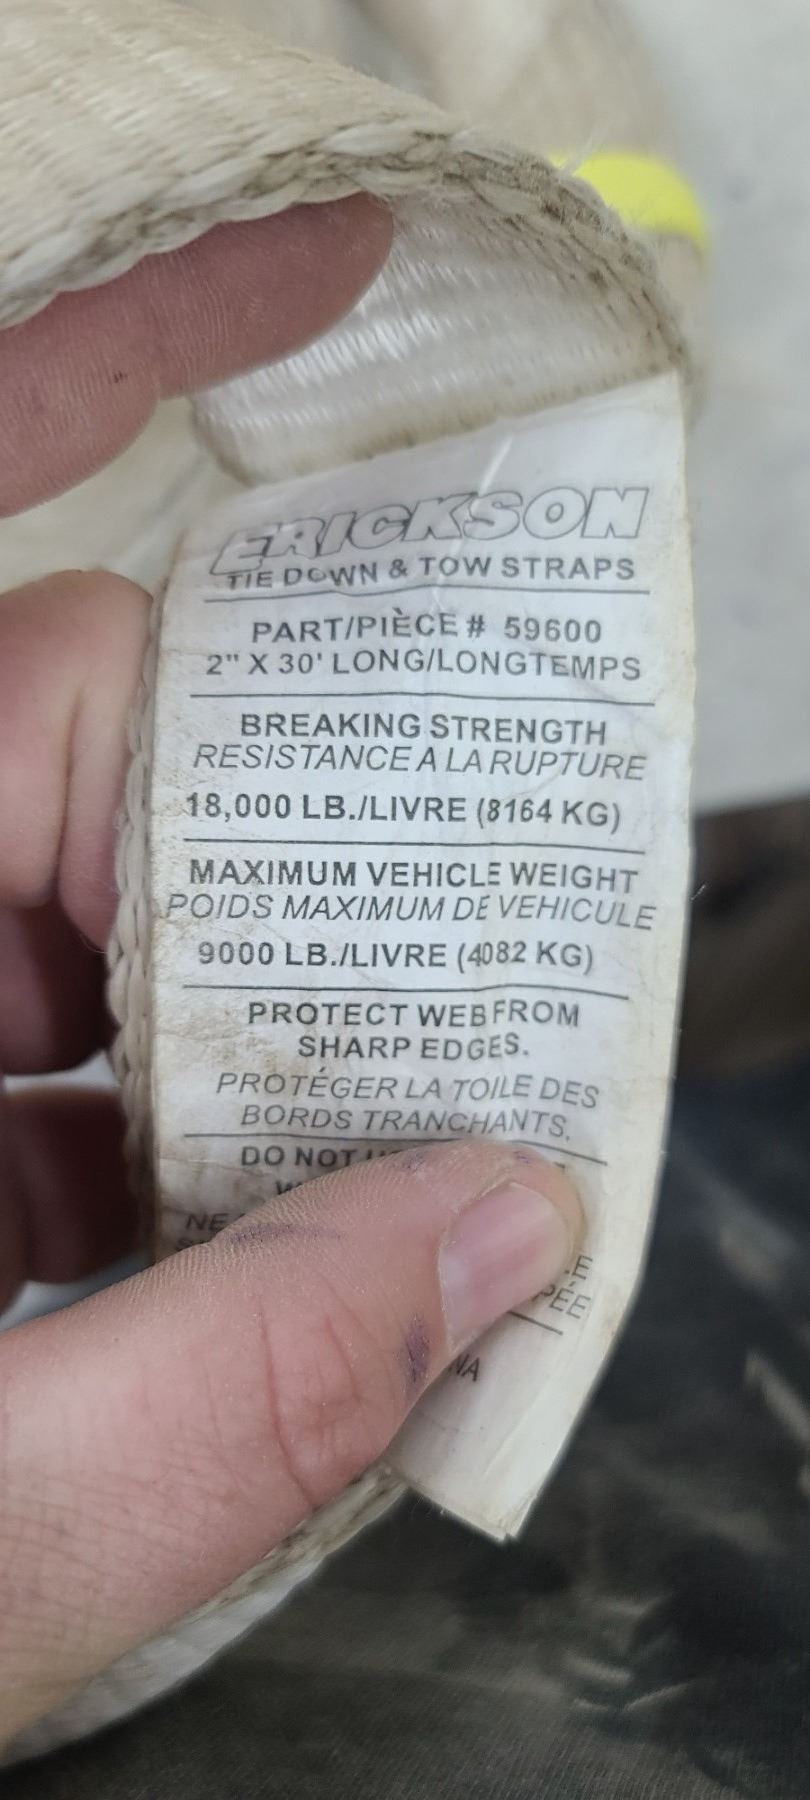 ERICKSON
TIE DOWN & TOW STRAPS
PART/PIÈCE # 59600
2" X 30' LONG/LONGTEMPS
BREAKING STRENGTH
RESISTANCE A LA RUPTURE
18,000 LB./LIVRE (8164 KG)
MAXIMUM VEHICLE WEIGHT
POIDS MAXIMUM DE VEHICULE
9000 LB./LIVRE (4082 KG)
PROTECT WEB FROM
SHARP EDGES.
PROTÉGER LA TOILE DES
BORDS TRANCHANTS.
DO NOT